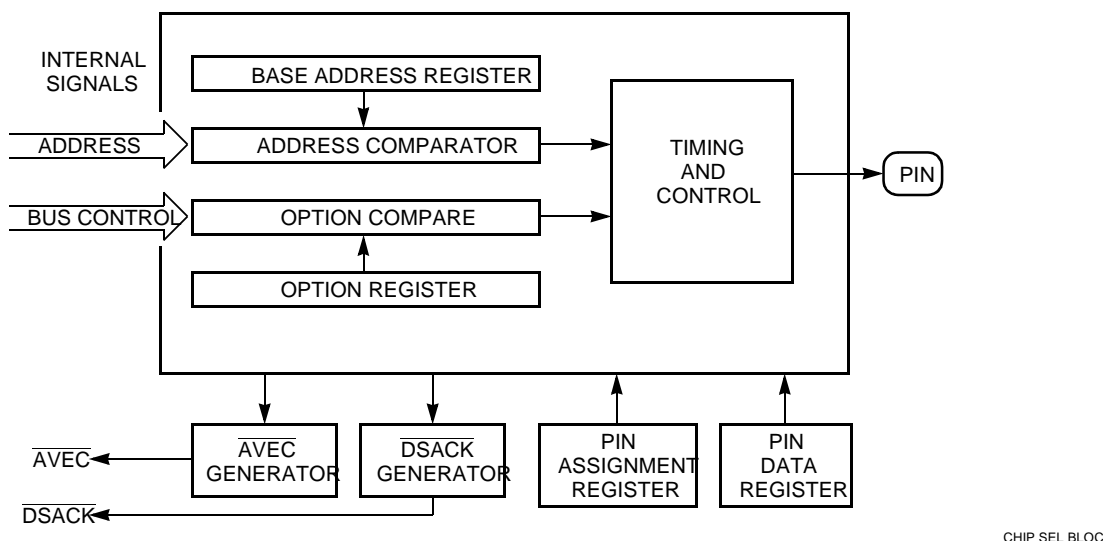 INTERNAL
SIGNALS
BASE ADDRESS REGISTER
ADDRESS
ADDRESS COMPARATOR
TIMING
AND
CONTROL
PIN
BUS CONTROL
OPTION COMPARE
OPTION REGISTER
AVEC
GENERATOR
DSACK
GENERATOR
PIN
ASSIGNMENT
REGISTER
PIN
DATA
REGISTER
AVEC
DSACK
CHIP SEL BLOC